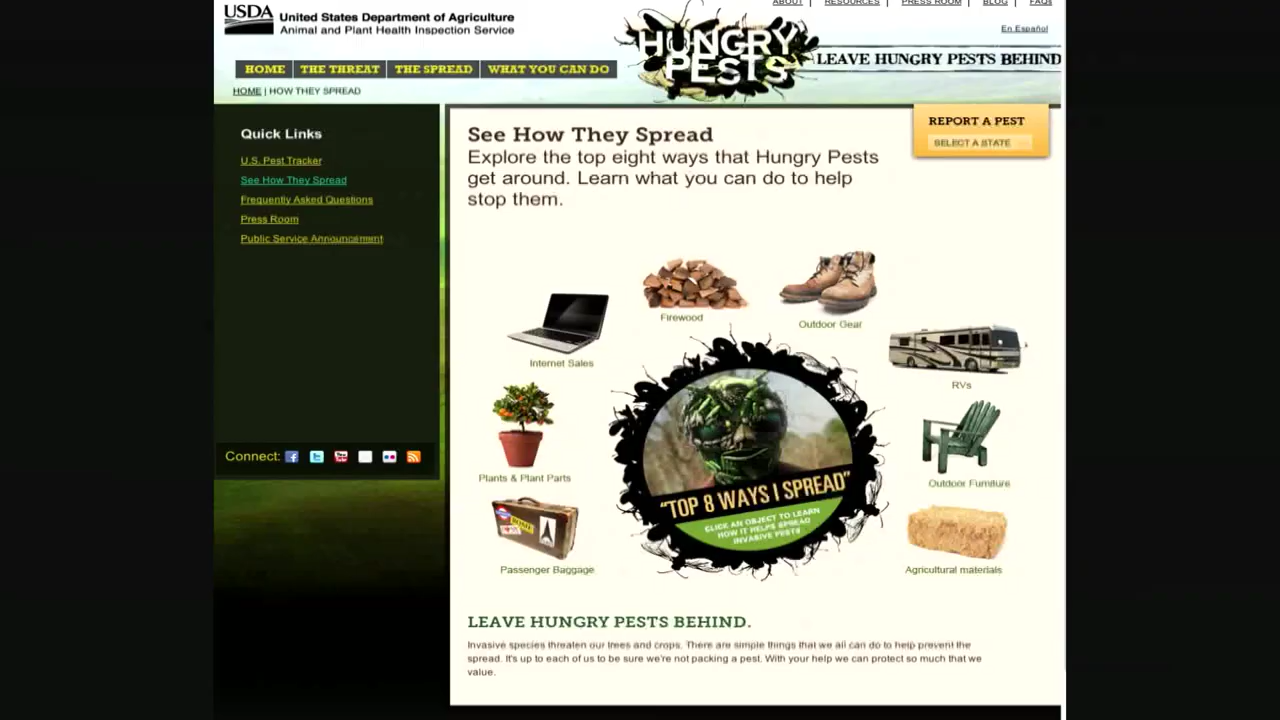 USDA
United States Department of Agriculture
Animal and Plant Health Inspection Service
ABOUT | RESOURCES | PRESS ROOM | BLOG | FAQs
En Español
HUNGRY
PESTS
LEAVE HUNGRY PESTS BEHIND
HOME
THE THREAT
THE SPREAD
WHAT YOU CAN DO
HOME | HOW THEY SPREAD
REPORT A PEST
SELECT A STATE
Quick Links
U.S. Pest Tracker
See How They Spread
Frequently Asked Questions
Press Room
Public Service Announcement
Connect:
See How They Spread
Explore the top eight ways that Hungry Pests
get around. Learn what you can do to help
stop them.
Firewood
Outdoor Gear
Internet Sales
RVs
Plants & Plant Parts
Outdoor Furniture
Passenger Baggage
Agricultural materials
"TOP 8 WAYS I SPREAD"
CLICK AN OBJECT TO LEARN
HOW IT HELPS SPREAD
INVASIVE PESTS
LEAVE HUNGRY PESTS BEHIND.
Invasive species threaten our trees and crops. There are simple things that we all can do to help prevent the
spread. It's up to each of us to be sure we're not packing a pest. With your help we can protect so much that we
value.